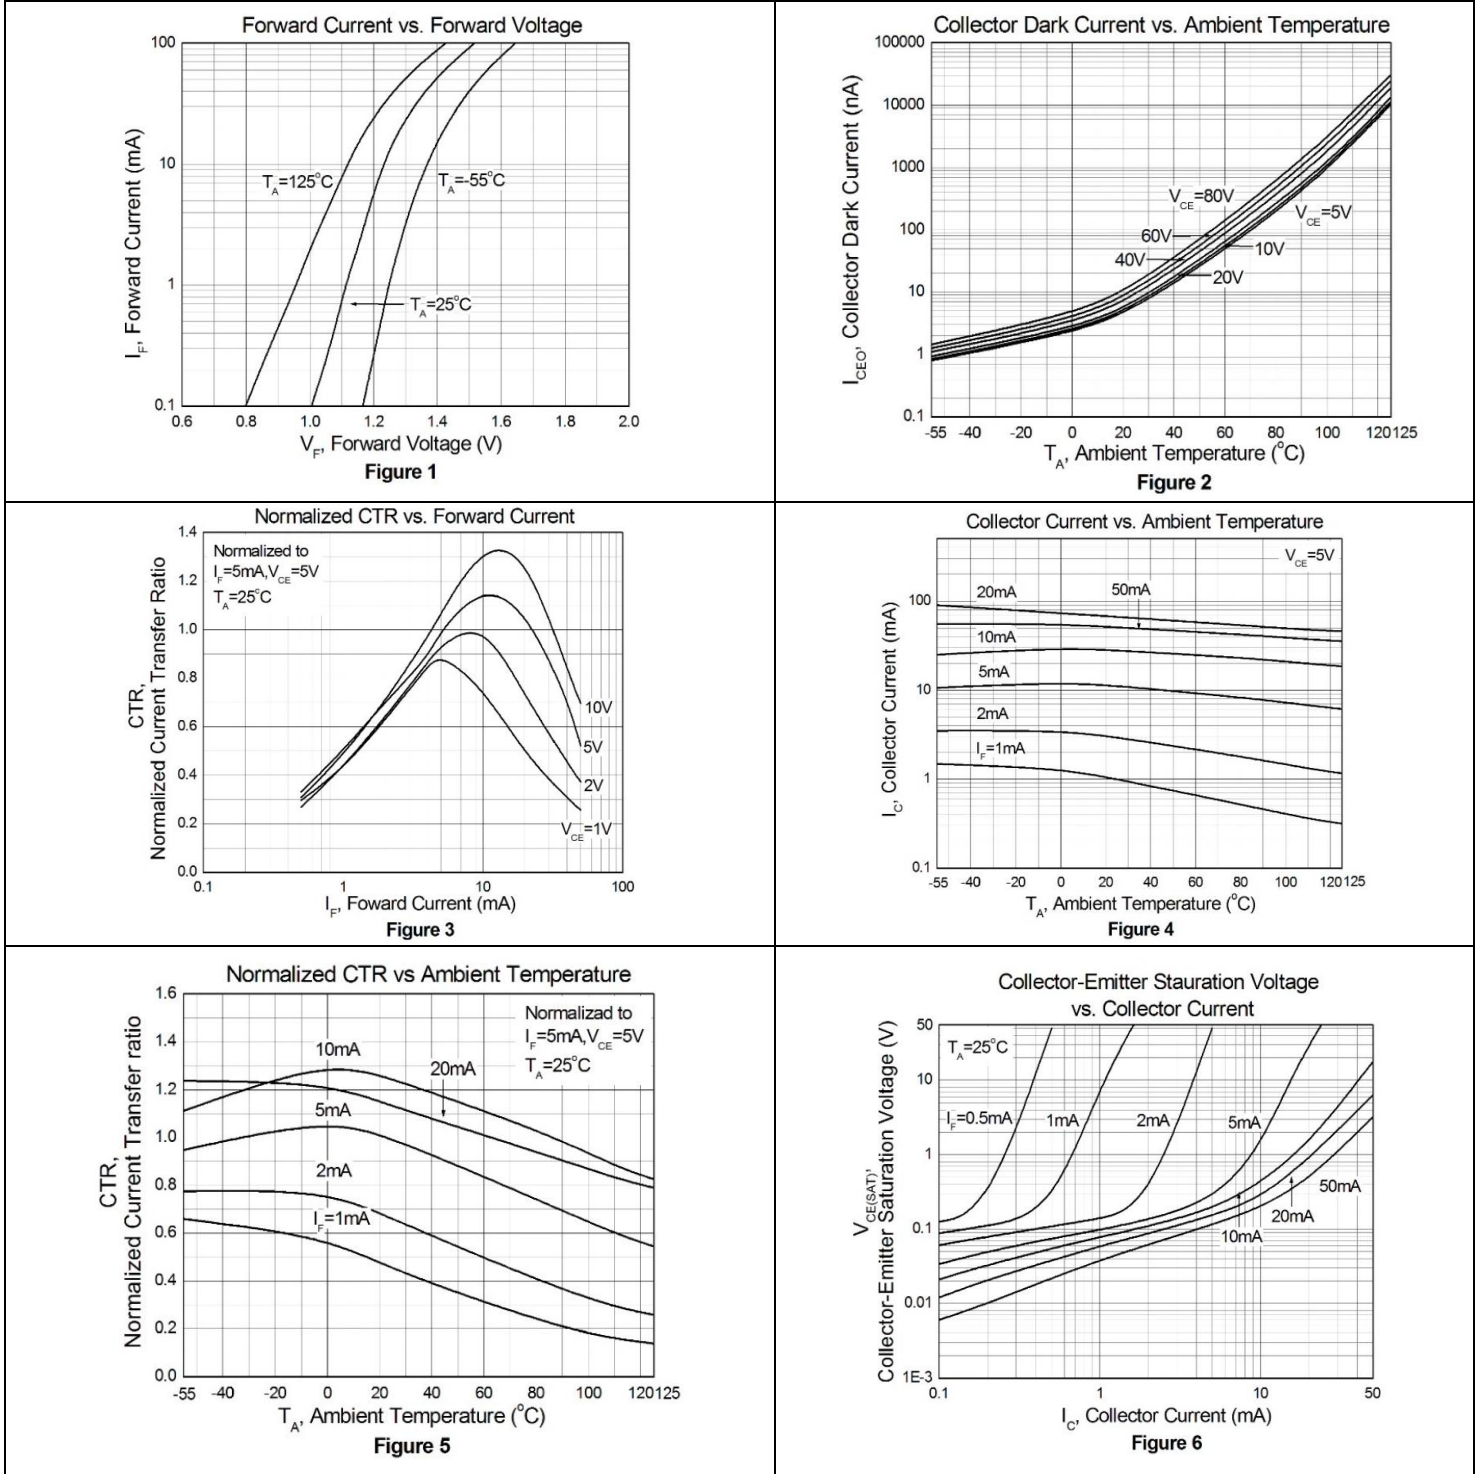 Forward Current vs. Forward Voltage
I_F, Forward Current (mA)
100
10
1
0.1
T_A=125°C
T_A=-55°C
T_A=25°C
0.6 0.8 1.0 1.2 1.4 1.6 1.8 2.0
V_F, Forward Voltage (V)
Figure 1
Collector Dark Current vs. Ambient Temperature
I_CEO, Collector Dark Current (nA)
100000
10000
1000
100
10
1
0.1
V_CE=80V
V_CE=5V
60V
10V
40V
20V
-55 -40 -20 0 20 40 60 80 100 120 125
T_A, Ambient Temperature (°C)
Figure 2
Normalized CTR vs. Forward Current
CTR,
Normalized Current Transfer Ratio
1.4
1.2
1.0
0.8
0.6
0.4
0.2
0.0
Normalized to
I_F=5mA,V_CE=5V
T_A=25°C
10V
5V
2V
V_CE=1V
0.1 1 10 100
I_F, Foward Current (mA)
Figure 3
Collector Current vs. Ambient Temperature
I_C, Collector Current (mA)
100
10
1
0.1
V_CE=5V
20mA
50mA
10mA
5mA
2mA
I_F=1mA
-55 -40 -20 0 20 40 60 80 100 120 125
T_A, Ambient Temperature (°C)
Figure 4
Normalized CTR vs Ambient Temperature
CTR,
Normalized Current Transfer ratio
1.6
1.4
1.2
1.0
0.8
0.6
0.4
0.2
0.0
Normalizad to
I_F=5mA,V_CE=5V
T_A=25°C
10mA
20mA
5mA
2mA
I_F=1mA
-55 -40 -20 0 20 40 60 80 100 120 125
T_A, Ambient Temperature (°C)
Figure 5
Collector-Emitter Stauration Voltage
vs. Collector Current
V_CE(SAT),
Collector-Emitter Saturation Voltage (V)
50
10
1
0.1
0.01
1E-3
T_A=25°C
I_F=0.5mA
1mA
2mA
5mA
50mA
20mA
10mA
0.1 1 10 50
I_C, Collector Current (mA)
Figure 6